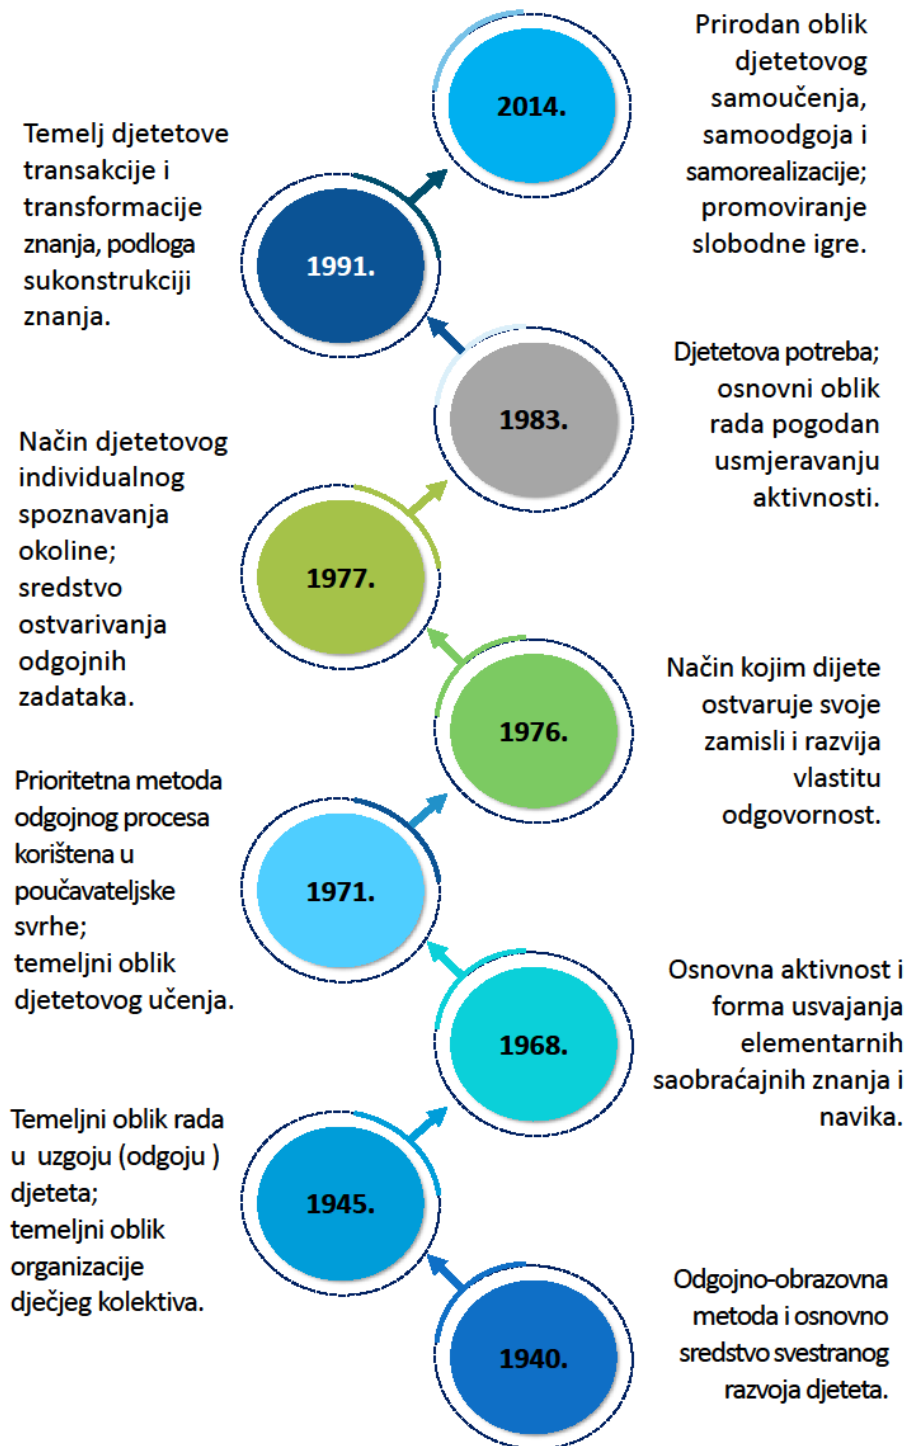 Prirodan oblik
djetetovog
samoučenja,
samoodgoja i
samorealizacije;
promoviranje
slobodne igre.
2014.
Temelj djetetove
transakcije i
transformacije
znanja, podloga
sukonstrukciji
znanja.
1991.
Djetetova potreba;
osnovni oblik
rada pogodan
usmjeravanju
aktivnosti.
1983.
Način djetetovog
individualnog
spoznavanja
okoline;
sredstvo
ostvarivanja
odgojnih
zadataka.
1977.
Način kojim dijete
ostvaruje svoje
zamisli i razvija
vlastitu
odgovornost.
1976.
Prioritetna metoda
odgojnog procesa
korištena u
poučavateljske
svrhe;
temeljni oblik
djetetovog učenja.
1971.
Osnovna aktivnost i
forma usvajanja
elementarnih
saobraćajnih znanja i
navika.
1968.
Temeljni oblik rada
u uzgoju (odgoju )
djeteta;
temeljni oblik
organizacije
dječjeg kolektiva.
1945.
Odgojno-obrazovna
metoda i osnovno
sredstvo svestranog
razvoja djeteta.
1940.